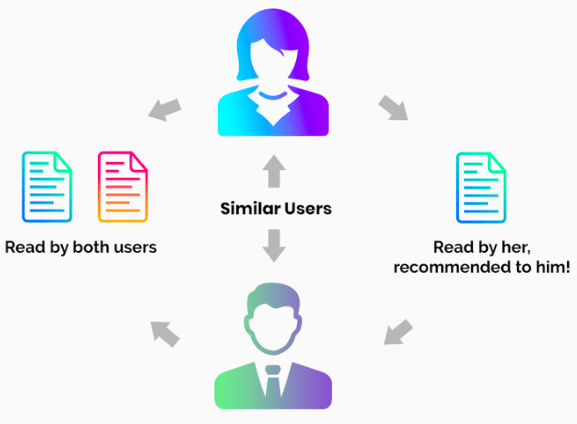 Similar Users
Read by both users
Read by her,
recommended to him!